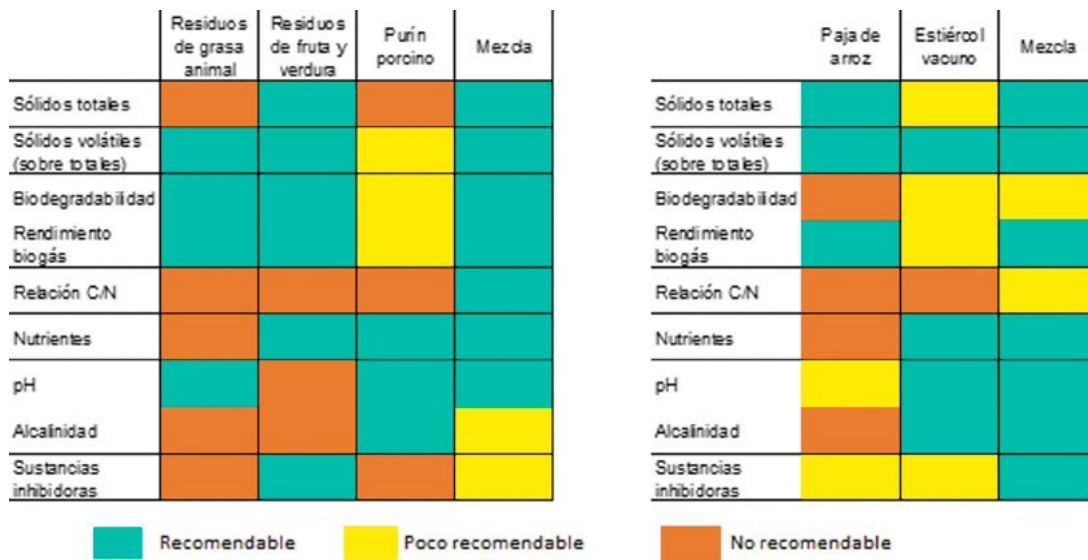 Residuos de grasa animal
Residuos de fruta y verdura
Purín porcino
Mezcla
Sólidos totales
Sólidos volátiles (sobre totales)
Biodegradabilidad
Rendimiento biogás
Relación C/N
Nutrientes
pH
Alcalinidad
Sustancias inhibidoras
Paja de arroz
Estiércol vacuno
Mezcla
Sólidos totales
Sólidos volátiles (sobre totales)
Biodegradabilidad
Rendimiento biogás
Relación C/N
Nutrientes
pH
Alcalinidad
Sustancias inhibidoras
Recomendable
Poco recomendable
No recomendable